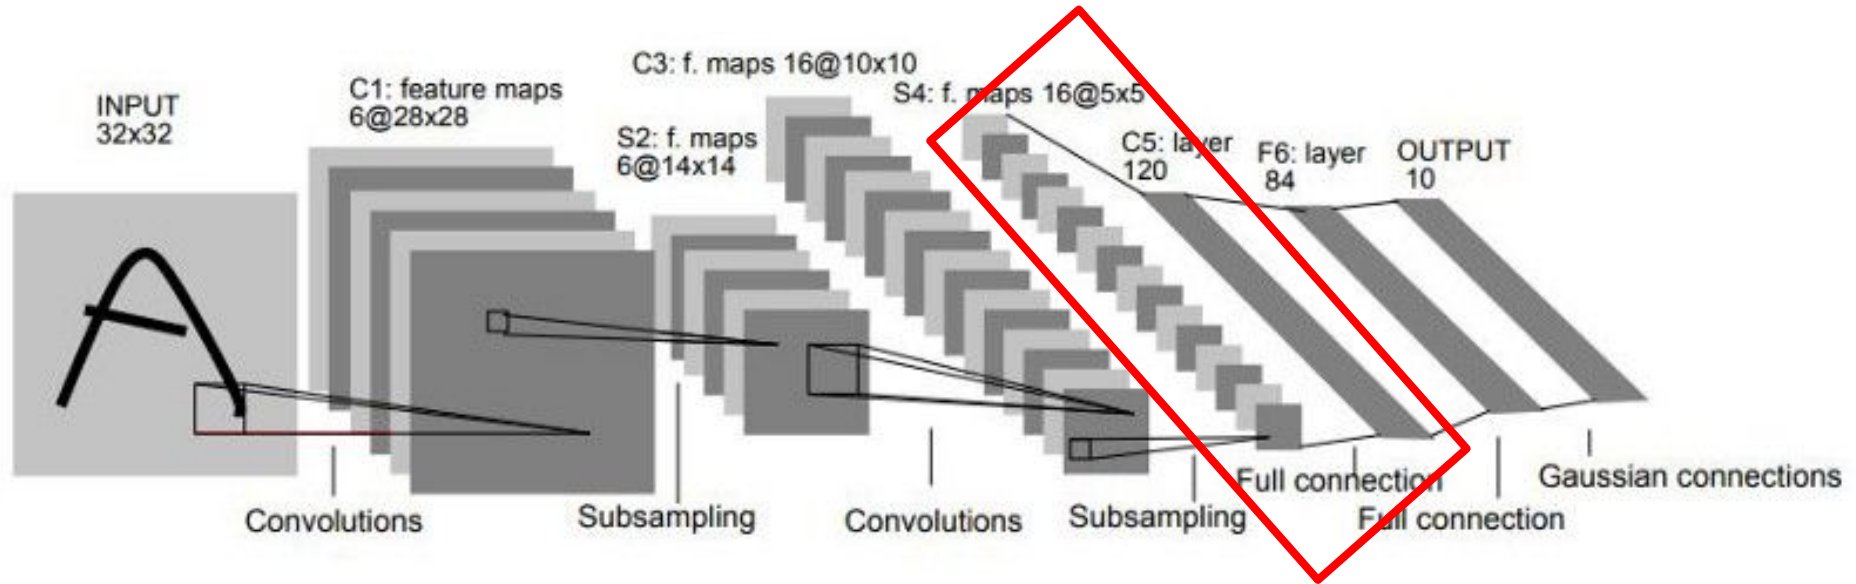 INPUT
32x32
C1: feature maps
6@28x28
S2: f. maps
6@14x14
C3: f. maps 16@10x10
S4: f. maps 16@5x5
C5: layer
120
F6: layer
84
OUTPUT
10
Convolutions
Subsampling
Convolutions
Subsampling
Full connection
Full connection
Gaussian connections